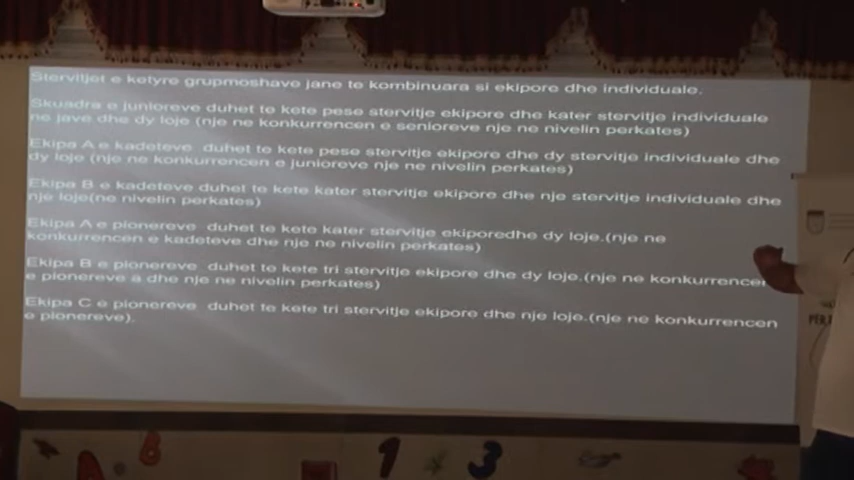 Stervitjet e ketyre grupmoshave jane te kombinuara si ekipore dhe individuale.
Skuadra e junioreve duhet te kete pese stervitje ekipore dhe kater stervitje individuale
ne jave dhe dy loje (nje ne konkurrencen e senioreve nje ne nivelin perkates)
Ekipa A e kadeteve duhet te kete pese stervitje ekipore dhe dy stervitje individuale dhe
dy loje (nje ne konkurrencen e junioreve nje ne nivelin perkates)
Ekipa B e kadeteve duhet te kete kater stervitje ekipore dhe nje stervitje individuale dhe
nje loje(ne nivelin perkates)
Ekipa A e pionereve duhet te kete kater stervitje ekiporedhe dy loje.(nje ne
konkurrencen e kadeteve dhe nje ne nivelin perkates)
Ekipa B e pionereve duhet te kete tri stervitje ekipore dhe dy loje.(nje ne konkurrencen
e pionereve a dhe nje ne nivelin perkates)
Ekipa C e pionereve duhet te kete tri stervitje ekipore dhe nje loje.(nje ne konkurrencen
e pionereve).
1 3